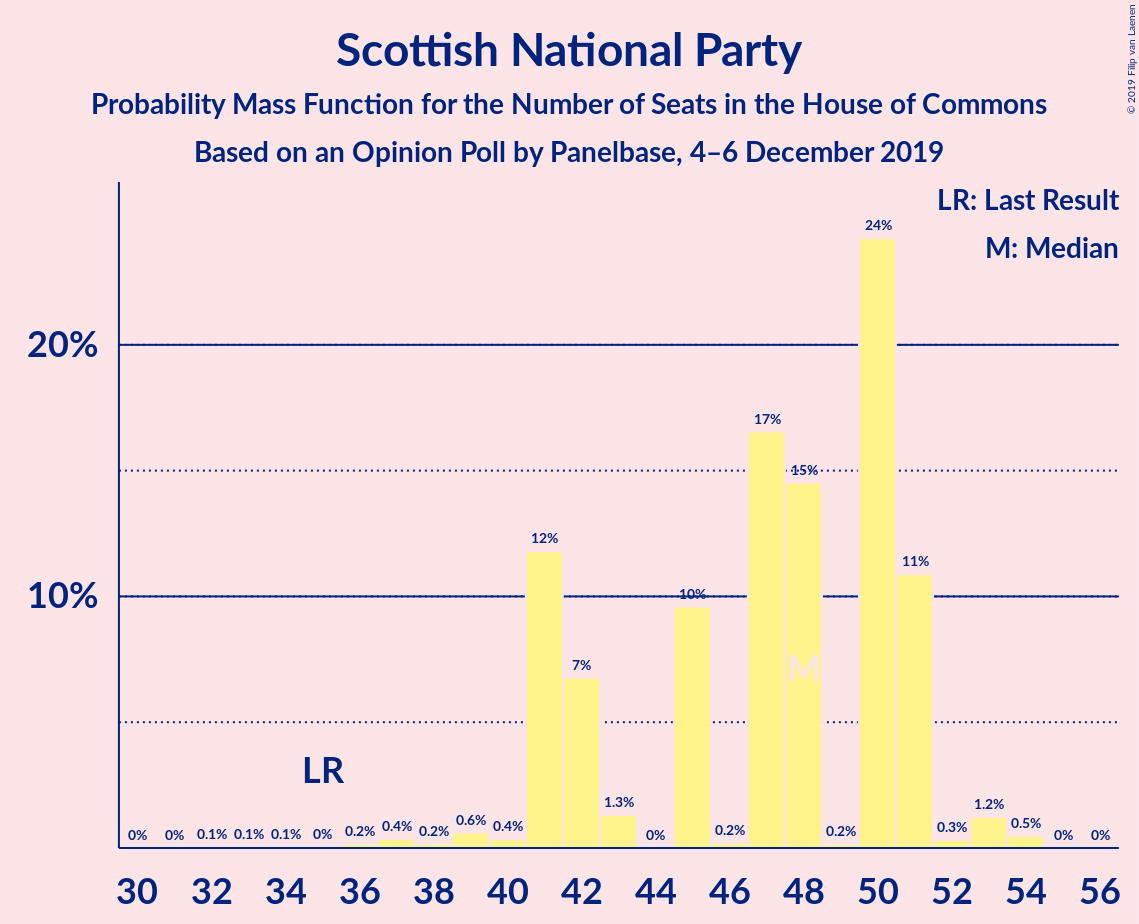 Scottish National Party
Probability Mass Function for the Number of Seats in the House of Commons
Based on an Opinion Poll by Panelbase, 4–6 December 2019
© 2019 Filip van Laenen
LR: Last Result
M: Median
20%
10%
0% 0% 0.1% 0.1% 0.1% 0% 0.2% 0.4% 0.2% 0.6% 0.4% 12% 7% 1.3% 0% 10% 0.2% 17% 15% 0.2% 24% 11% 0.3% 1.2% 0.5% 0% 0%
LR
M
30 32 34 36 38 40 42 44 46 48 50 52 54 56